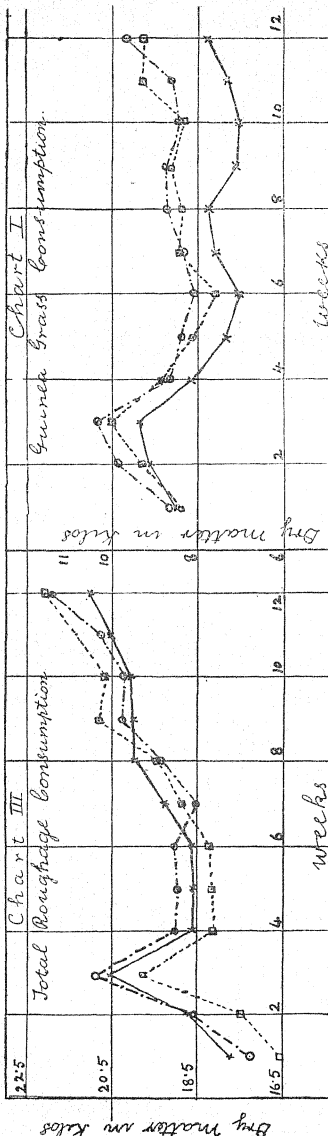 Chart III
Total Roughage Consumption
22.5
20.5
18.5
16.5
Dry Matter in Kilos
2
4
6
8
10
12
Weeks
Chart I
Guinea Grass Consumption.
11
10
8
6
Dry Matter in Kilos
2
4
6
8
10
12
Weeks